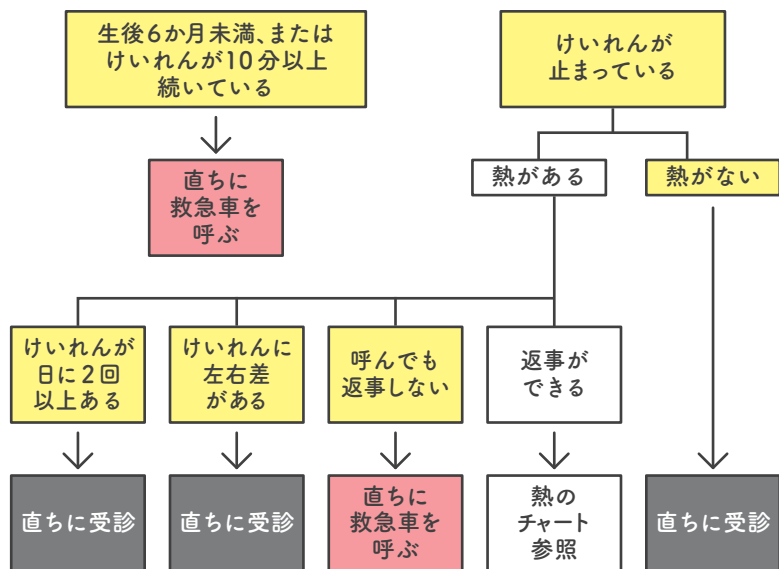 生後6か月未満、または
けいれんが10分以上
続いている
けいれんが
止まっている
直ちに
救急車を
呼ぶ
熱がある
熱がない
けいれんが
日に2回
以上ある
けいれんに
左右差
がある
呼んでも
返事しない
返事が
できる
直ちに受診
直ちに受診
直ちに
救急車を
呼ぶ
熱の
チャート
参照
直ちに受診